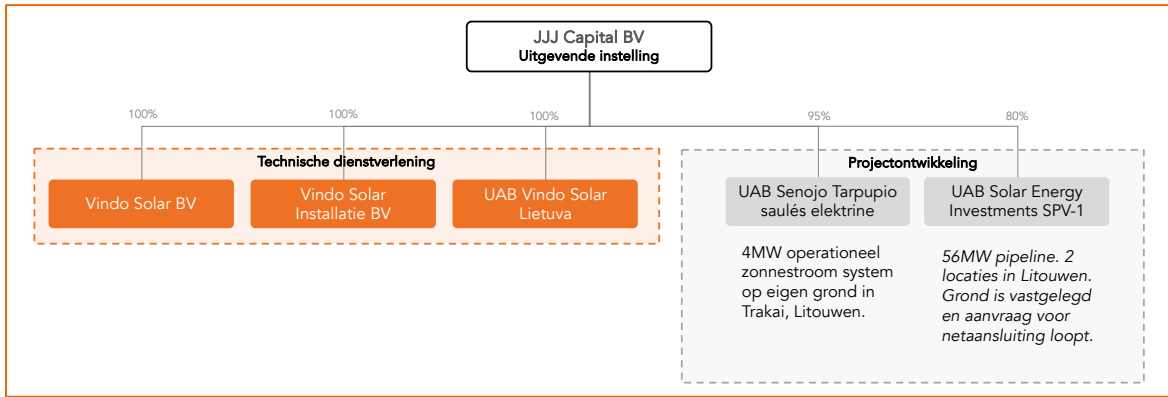 JJJ Capital BV
Uitgevende instelling
100%
100%
100%
95%
80%
Technische dienstverlening
Vindo Solar BV
Vindo Solar
Installatie BV
UAB Vindo Solar
Lietuva
Projectontwikkeling
UAB Senojo Tarpupio
saulés elektrine
UAB Solar Energy
Investments SPV-1
4MW operationeel
zonnestroom system
op eigen grond in
Trakai, Litouwen.
56MW pipeline. 2
locaties in Litouwen.
Grond is vastgelegd
en aanvraag voor
netaansluiting loopt.